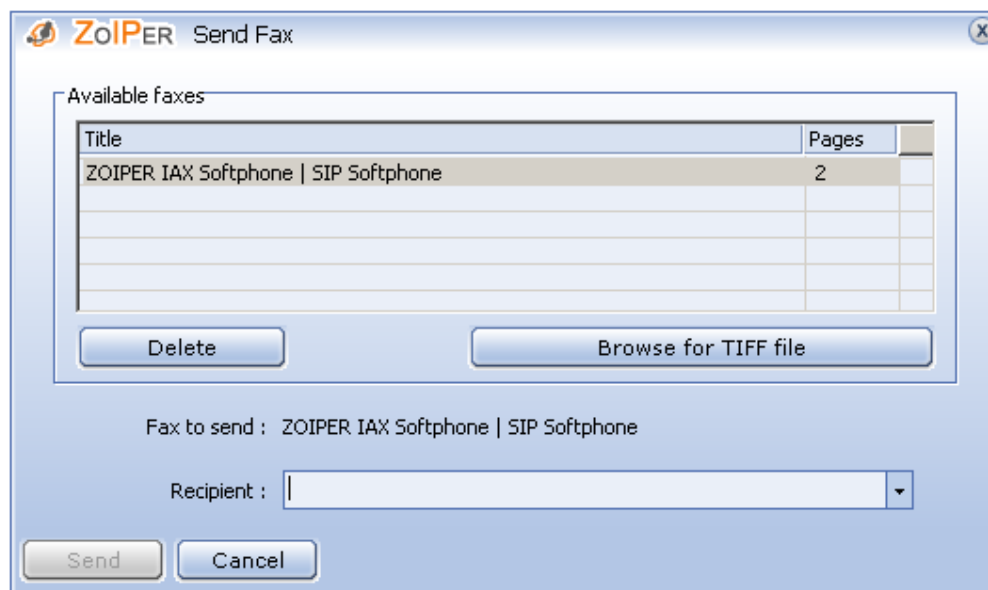 ZOIPER Send Fax
Available faxes
Title Pages
ZOIPER IAX Softphone | SIP Softphone 2
Delete Browse for TIFF file
Fax to send : ZOIPER IAX Softphone | SIP Softphone
Recipient :
Send Cancel